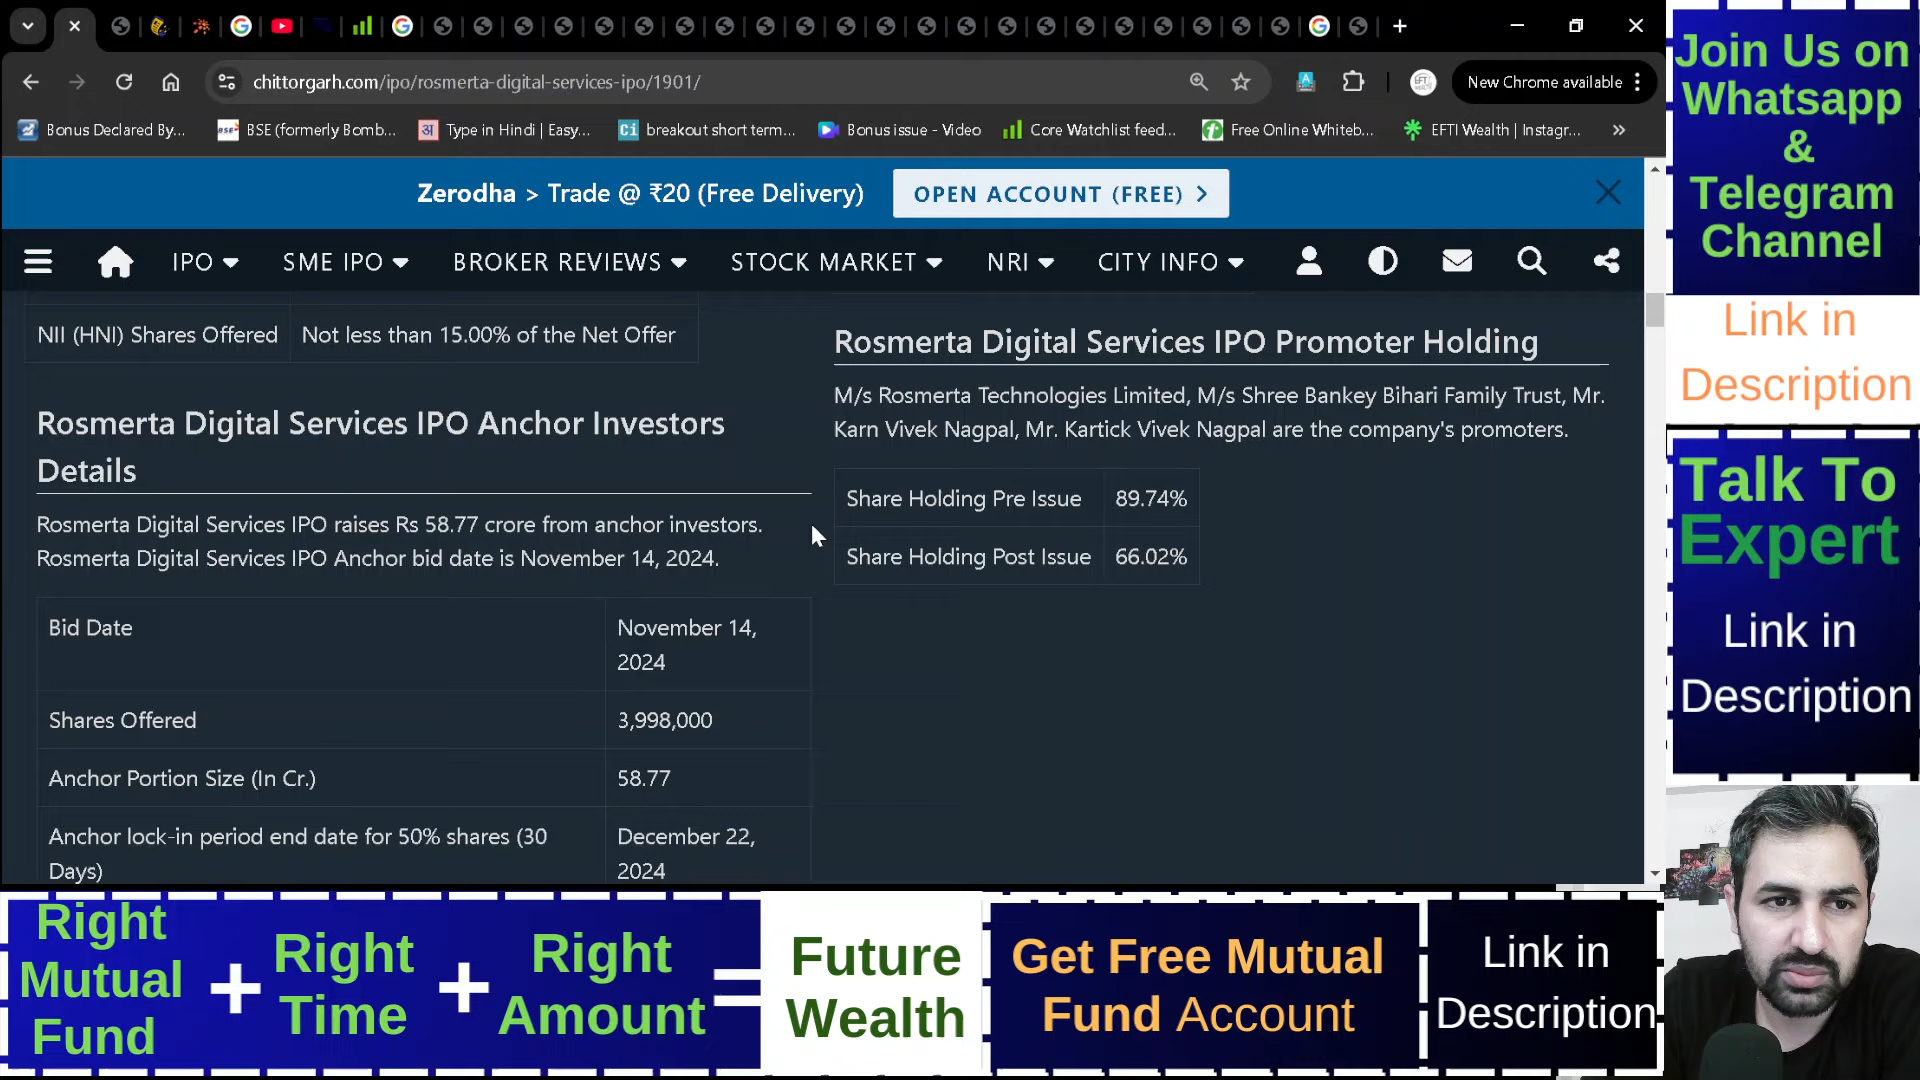 chittorgarh.com/ipo/rosmerta-digital-services-ipo/1901/
New Chrome available
Bonus Declared By...
BSE (formerly Bomb...
Type in Hindi | Easy...
breakout short term...
Bonus issue - Video
Core Watchlist feed...
Free Online Whiteb...
EFTI Wealth | Instagr...
Zerodha > Trade @ ₹20 (Free Delivery)
OPEN ACCOUNT (FREE)
IPO
SME IPO
BROKER REVIEWS
STOCK MARKET
NRI
CITY INFO
NII (HNI) Shares Offered
Not less than 15.00% of the Net Offer
Rosmerta Digital Services IPO Anchor Investors
Details
Rosmerta Digital Services IPO raises Rs 58.77 crore from anchor investors.
Rosmerta Digital Services IPO Anchor bid date is November 14, 2024.
Bid Date
November 14,
2024
Shares Offered
3,998,000
Anchor Portion Size (In Cr.)
58.77
Anchor lock-in period end date for 50% shares (30
Days)
December 22,
2024
Rosmerta Digital Services IPO Promoter Holding
M/s Rosmerta Technologies Limited, M/s Shree Bankey Bihari Family Trust, Mr.
Karn Vivek Nagpal, Mr. Kartick Vivek Nagpal are the company's promoters.
Share Holding Pre Issue
89.74%
Share Holding Post Issue
66.02%
Join Us on
Whatsapp
&
Telegram
Channel
Link in
Description
Talk To
Expert
Link in
Description
Right
Mutual
Fund
+
Right
Time
+
Right
Amount
=
Future
Wealth
Get Free Mutual
Fund Account
Link in
Description